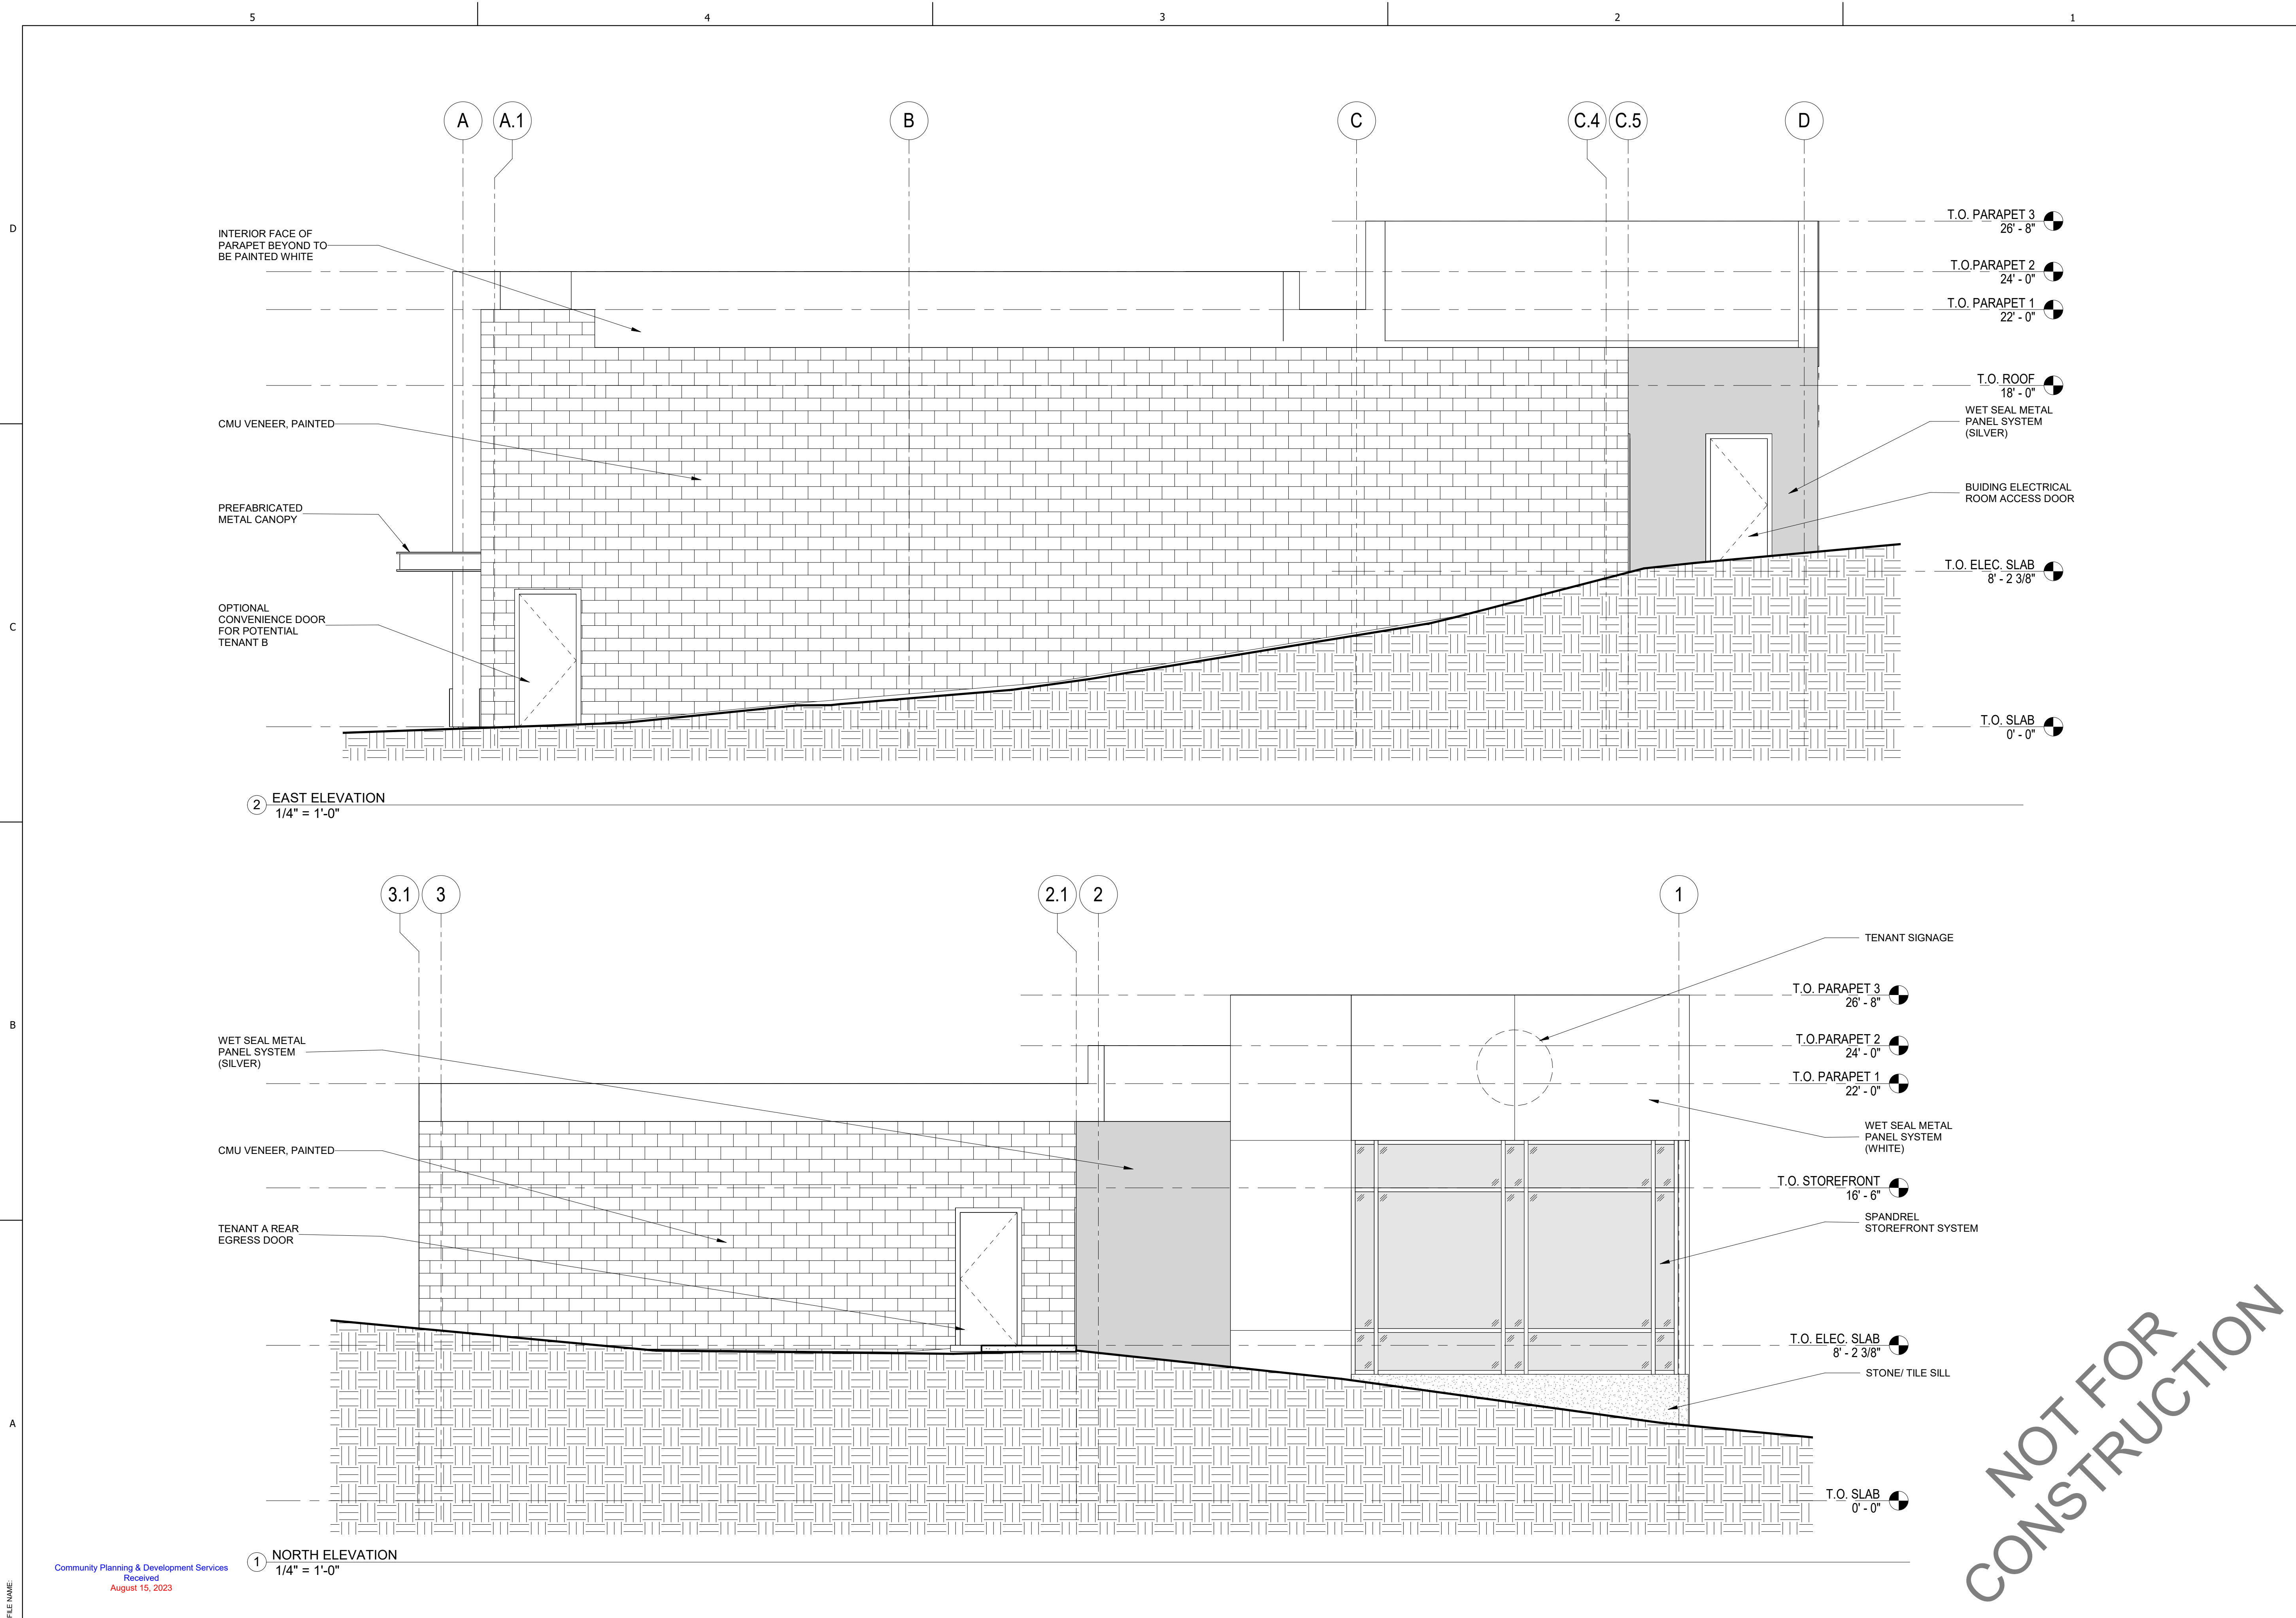 5 4 3 2 1
D
C
B
A
A A.1 B C C.4 C.5 D
INTERIOR FACE OF
PARAPET BEYOND TO
BE PAINTED WHITE
CMU VENEER, PAINTED
PREFABRICATED
METAL CANOPY
OPTIONAL
CONVENIENCE DOOR
FOR POTENTIAL
TENANT B
T.O. PARAPET 3
26' - 8"
T.O.PARAPET 2
24' - 0"
T.O. PARAPET 1
22' - 0"
T.O. ROOF
18' - 0"
WET SEAL METAL
PANEL SYSTEM
(SILVER)
BUIDING ELECTRICAL
ROOM ACCESS DOOR
T.O. ELEC. SLAB
8' - 2 3/8"
T.O. SLAB
0' - 0"
2 EAST ELEVATION
1/4" = 1'-0"
3.1 3 2.1 2 1
WET SEAL METAL
PANEL SYSTEM
(SILVER)
CMU VENEER, PAINTED
TENANT A REAR
EGRESS DOOR
TENANT SIGNAGE
T.O. PARAPET 3
26' - 8"
T.O.PARAPET 2
24' - 0"
T.O. PARAPET 1
22' - 0"
WET SEAL METAL
PANEL SYSTEM
(WHITE)
T.O. STOREFRONT
16' - 6"
SPANDREL
STOREFRONT SYSTEM
T.O. ELEC. SLAB
8' - 2 3/8"
STONE/ TILE SILL
T.O. SLAB
0' - 0"
1 NORTH ELEVATION
1/4" = 1'-0"
Community Planning & Development Services
Received
August 15, 2023
FILE NAME:
NOT FOR
CONSTRUCTION